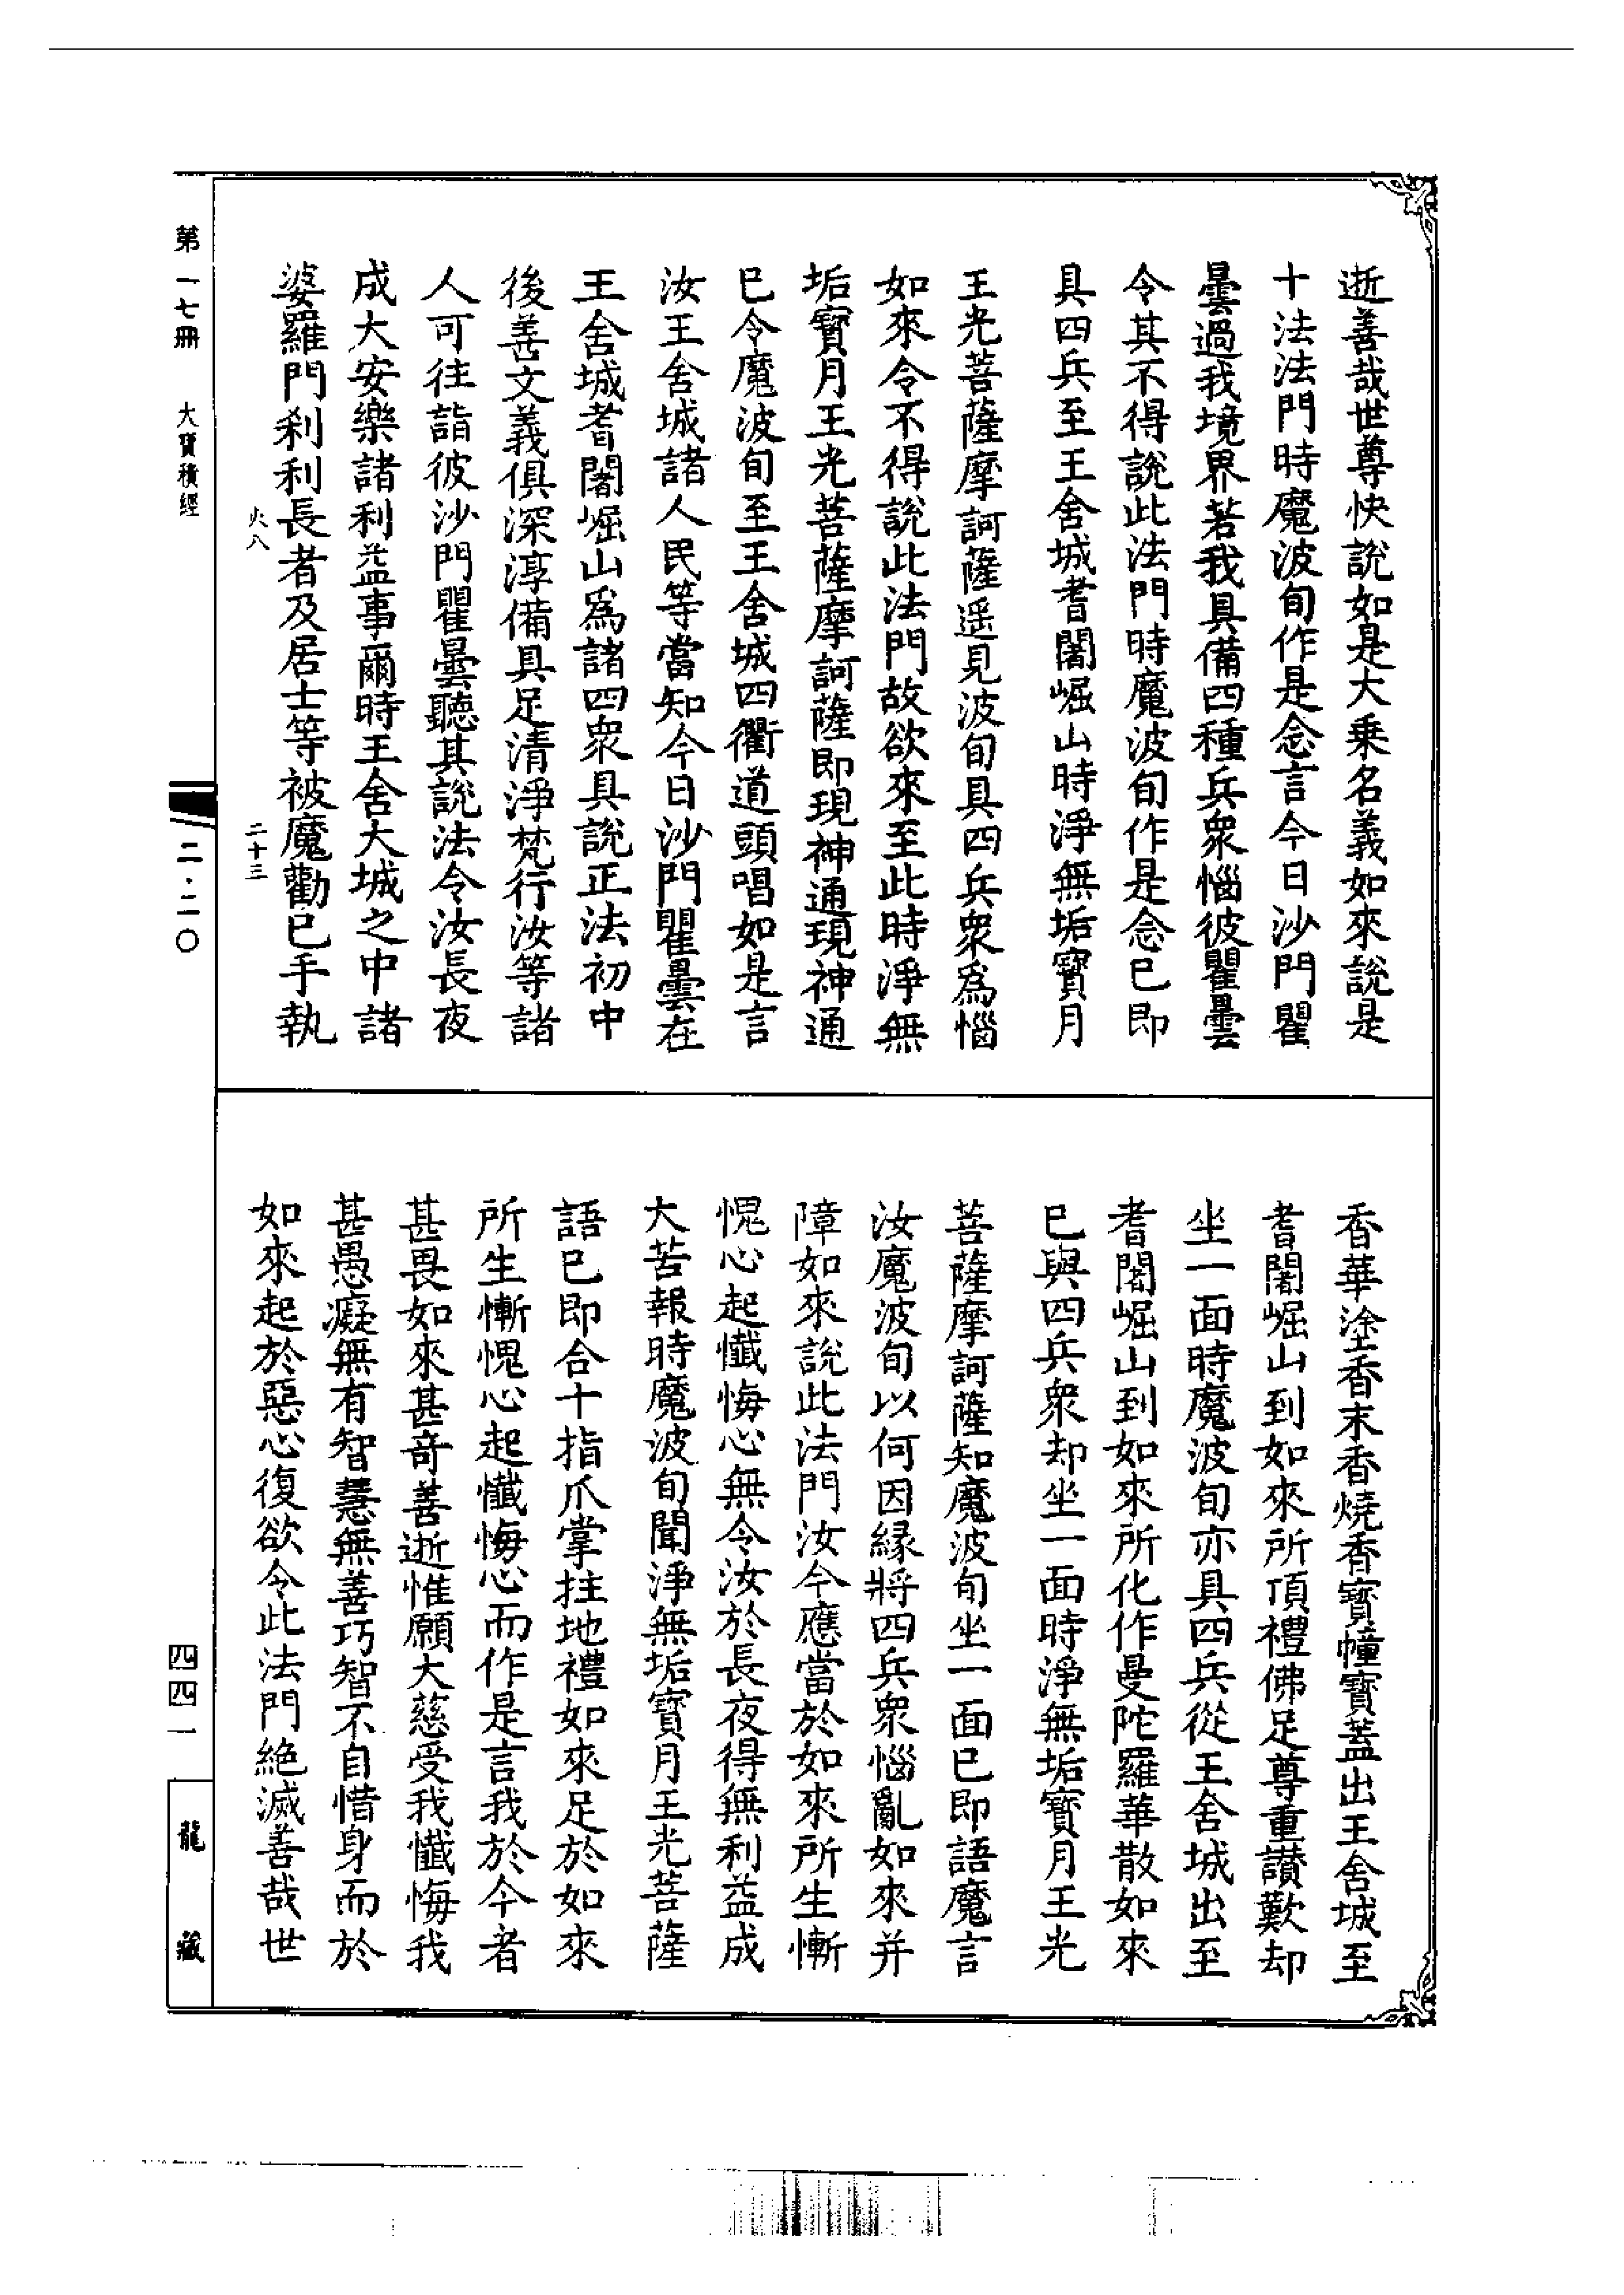 逝善哉世尊快說如是大乘名義如來說是
十法法門時魔波旬作是念言今日沙門瞿
曇過我境界若我具備四種兵衆惱彼瞿曇
令其不得說此法門時魔波旬作是念已即
具四兵至王舍城耆闍崛山時淨無垢寶月
王光菩薩摩訶薩遥見波旬具四兵衆爲惱
如來令不得說此法門故欲來至此時淨無
垢寶月王光菩薩摩訶薩即現神通現神通
已令魔波旬至王舍城四衢道頭唱如是言
汝王舍城諸人民等當知今日沙門瞿曇在
王舍城耆闍崛山爲諸四衆具說正法初中
後善文義俱深淳備具足清淨梵行汝等諸
人可往詣彼沙門瞿曇聽其說法令汝長夜
成大安樂諸利益事爾時王舍大城之中諸
婆羅門刹利長者及居士等被魔勸已手執
火八
二十三
香華塗香末香燒香寶幢寶蓋出王舍城至
耆闍崛山到如來所頂禮佛足尊重讃歎却
坐一面時魔波旬亦具四兵從王舍城出至
耆闍崛山到如來所化作曼陀羅華散如來
已與四兵衆却坐一面時淨無垢寶月王光
菩薩摩訶薩知魔波旬坐一面已即語魔言
汝魔波旬以何因緣將四兵衆惱亂如來并
障如來說此法門汝今應當於如來所生慚
愧心起懺悔心無令汝於長夜得無利益成
大苦報時魔波旬聞淨無垢寶月王光菩薩
語已即合十指爪掌拄地禮如來足於如來
所生慚愧心起懺悔心而作是言我於今者
甚畏如來甚奇善逝惟願大慈受我懺悔我
甚愚癡無有智慧無善巧智不自惜身而於
如來起於惡心復欲令此法門絶滅善哉世
第一七冊
大寶積經
二·二〇
四四一
龍藏